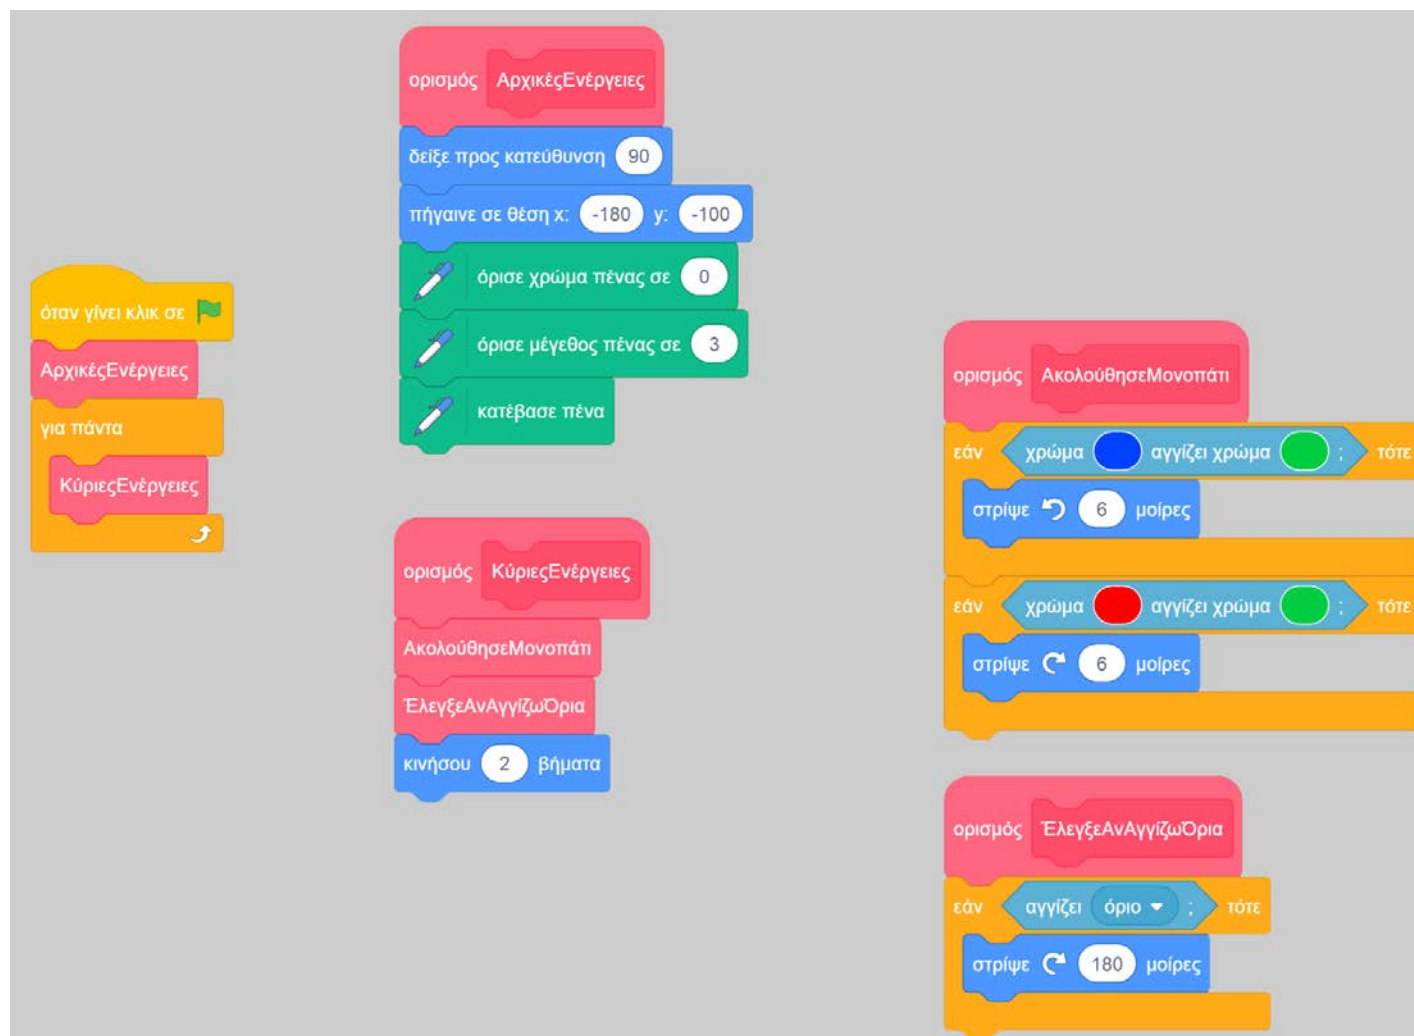 όταν γίνει κλικ σε
ΑρχικέςΕνέργειες
για πάντα
ΚύριεςΕνέργειες
ορισμός ΑρχικέςΕνέργειες
δείξε προς κατεύθυνση 90
πήγαινε σε θέση x: -180 y: -100
όρισε χρώμα πένας σε 0
όρισε μέγεθος πένας σε 3
κατέβασε πένα
ορισμός ΚύριεςΕνέργειες
ΑκολούθησεΜονοπάτι
ΈλεγξεΑνΑγγίζωΌρια
κινήσου 2 βήματα
ορισμός ΑκολούθησεΜονοπάτι
εάν χρώμα αγγίζει χρώμα ; τότε
στρίψε 6 μοίρες
εάν χρώμα αγγίζει χρώμα ; τότε
στρίψε 6 μοίρες
ορισμός ΈλεγξεΑνΑγγίζωΌρια
εάν αγγίζει όριο ; τότε
στρίψε 180 μοίρες